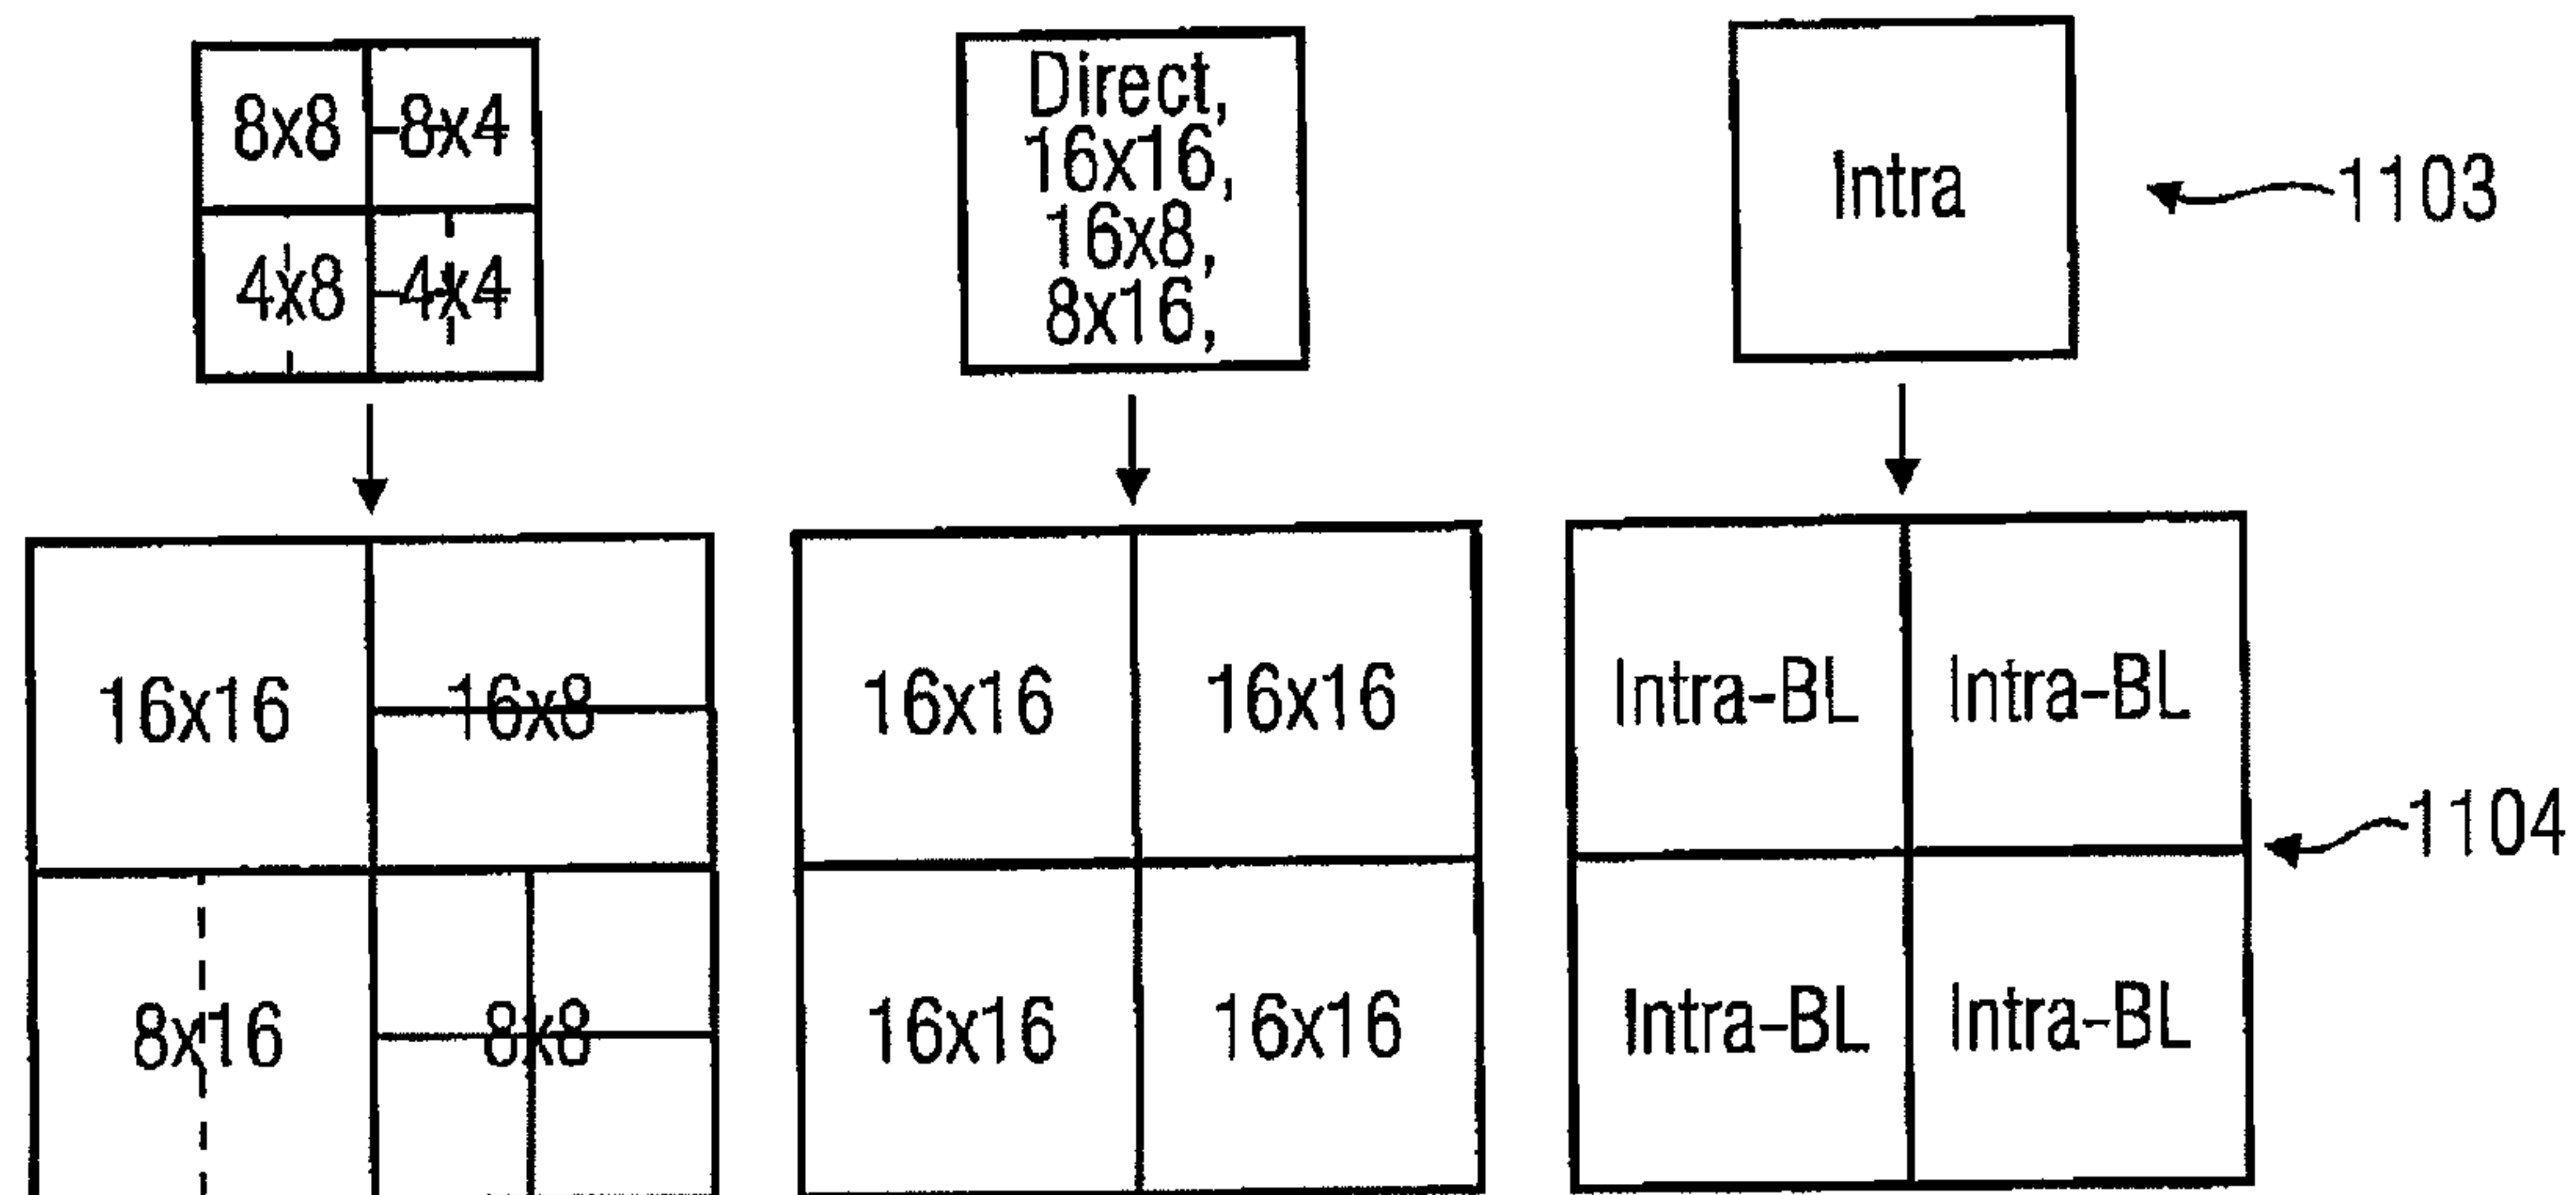 8x8 8x4
4x8 4x4
Direct,
16x16,
16x8,
8x16,
Intra
1103
16x16 16x8
8x16 8x8
16x16 16x16
16x16 16x16
Intra-BL Intra-BL
Intra-BL Intra-BL
1104